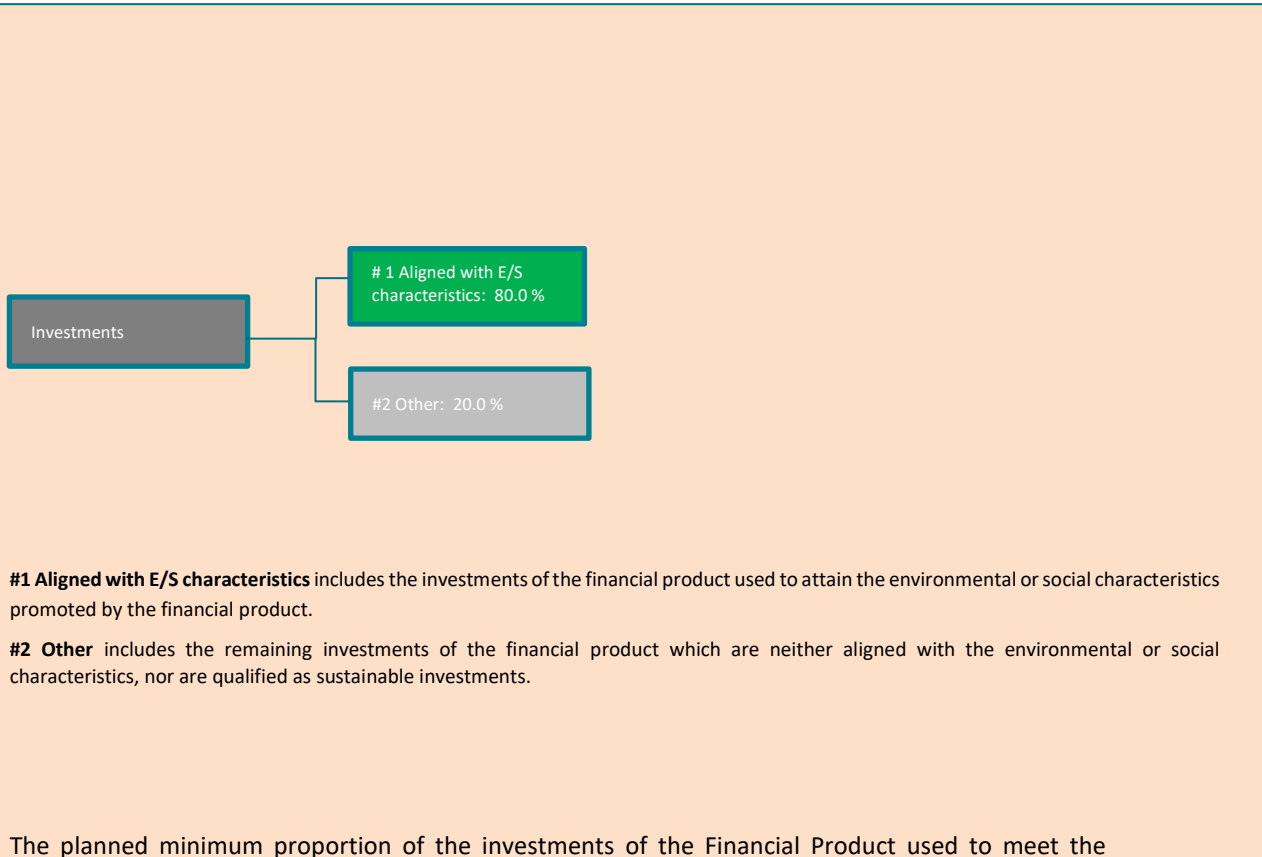 # 1 Aligned with E/S
characteristics: 80.0 %
Investments
#2 Other: 20.0 %
#1 Aligned with E/S characteristics includes the investments of the financial product used to attain the environmental or social characteristics
promoted by the financial product.
#2 Other includes the remaining investments of the financial product which are neither aligned with the environmental or social
characteristics, nor are qualified as sustainable investments.
The planned minimum proportion of the investments of the Financial Product used to meet the